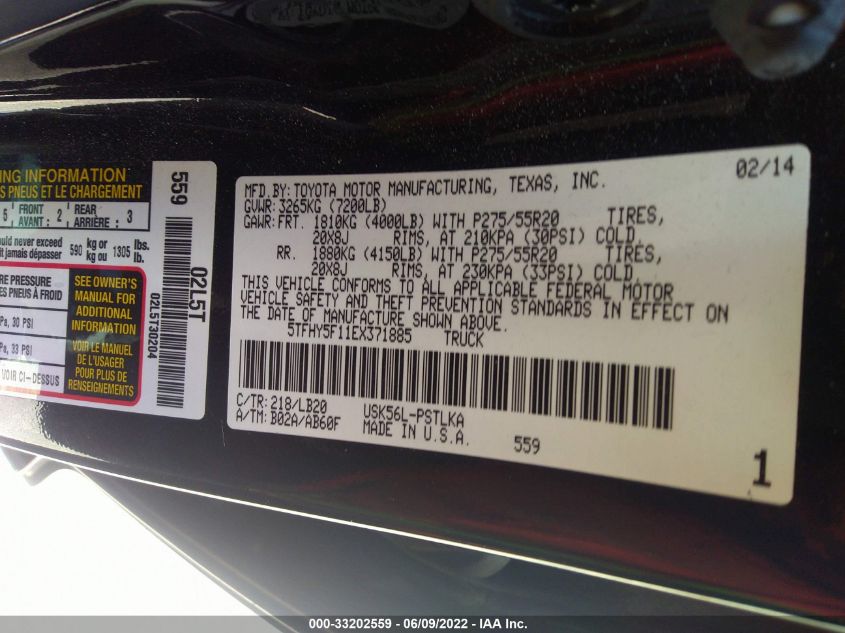 ING INFORMATION
S PNEUS ET LE CHARGEMENT
5 FRONT AVANT : 2 REAR ARRIÈRE : 3
ould never exceed 590 kg or 1305 lbs.
it jamais dépasser kg ou lb.
RE PRESSURE
ES PNEUS À FROID
Pa, 30 PSI
Pa, 33 PSI
VOIR CI-DESSUS
SEE OWNER'S
MANUAL FOR
ADDITIONAL
INFORMATION
VOIR LE MANUEL
DE L'USAGER
POUR PLUS DE
RENSEIGNEMENTS
559
02L5T
02L5T30204
02/14
MFD. BY: TOYOTA MOTOR MANUFACTURING, TEXAS, INC.
GVWR: 3265KG (7200LB)
GAWR: FRT. 1810KG (4000LB) WITH P275/55R20 TIRES,
20X8J RIMS, AT 210KPA (30PSI) COLD,
RR. 1880KG (4150LB) WITH P275/55R20 TIRES,
20X8J RIMS, AT 230KPA (33PSI) COLD
THIS VEHICLE CONFORMS TO ALL APPLICABLE FEDERAL MOTOR
VEHICLE SAFETY AND THEFT PREVENTION STANDARDS IN EFFECT ON
THE DATE OF MANUFACTURE SHOWN ABOVE.
5TFHY5F11EX371885 TRUCK
C/TR: 218/LB20 USK56L-PSTLKA
A/TM: B02A/AB60F MADE IN U.S.A.
559
1
000-33202559 - 06/09/2022 - IAA Inc.